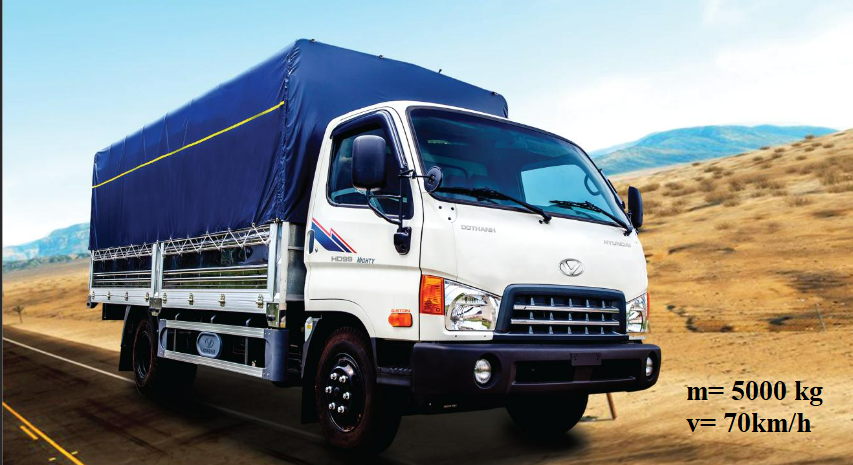 DOTHANH
HYUNDAI
HD99 MIGHTY
m= 5000 kg
v= 70km/h